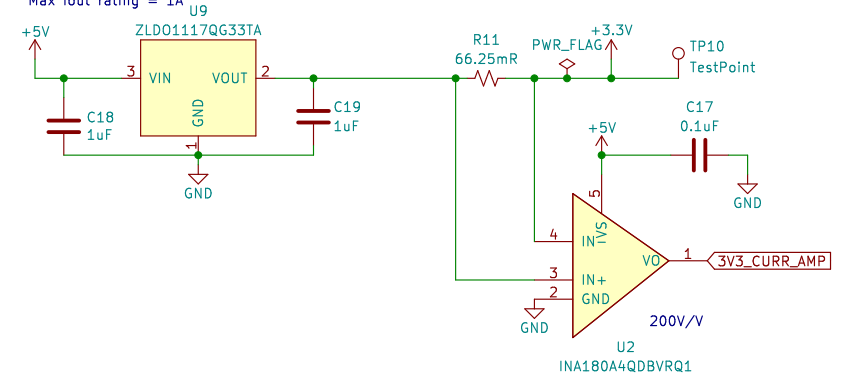 Max Iout rating = 1A
U9
ZLDO1117QG33TA
+5V
3
VIN
VOUT
2
GND
1
C18
1uF
C19
1uF
GND
R11
66.25mR
PWR_FLAG
+3.3V
TP10
TestPoint
C17
0.1uF
+5V
GND
5
VS
4
IN-
3
IN+
2
GND
VO
1
3V3_CURR_AMP
GND
200V/V
U2
INA180A4QDBVRQ1